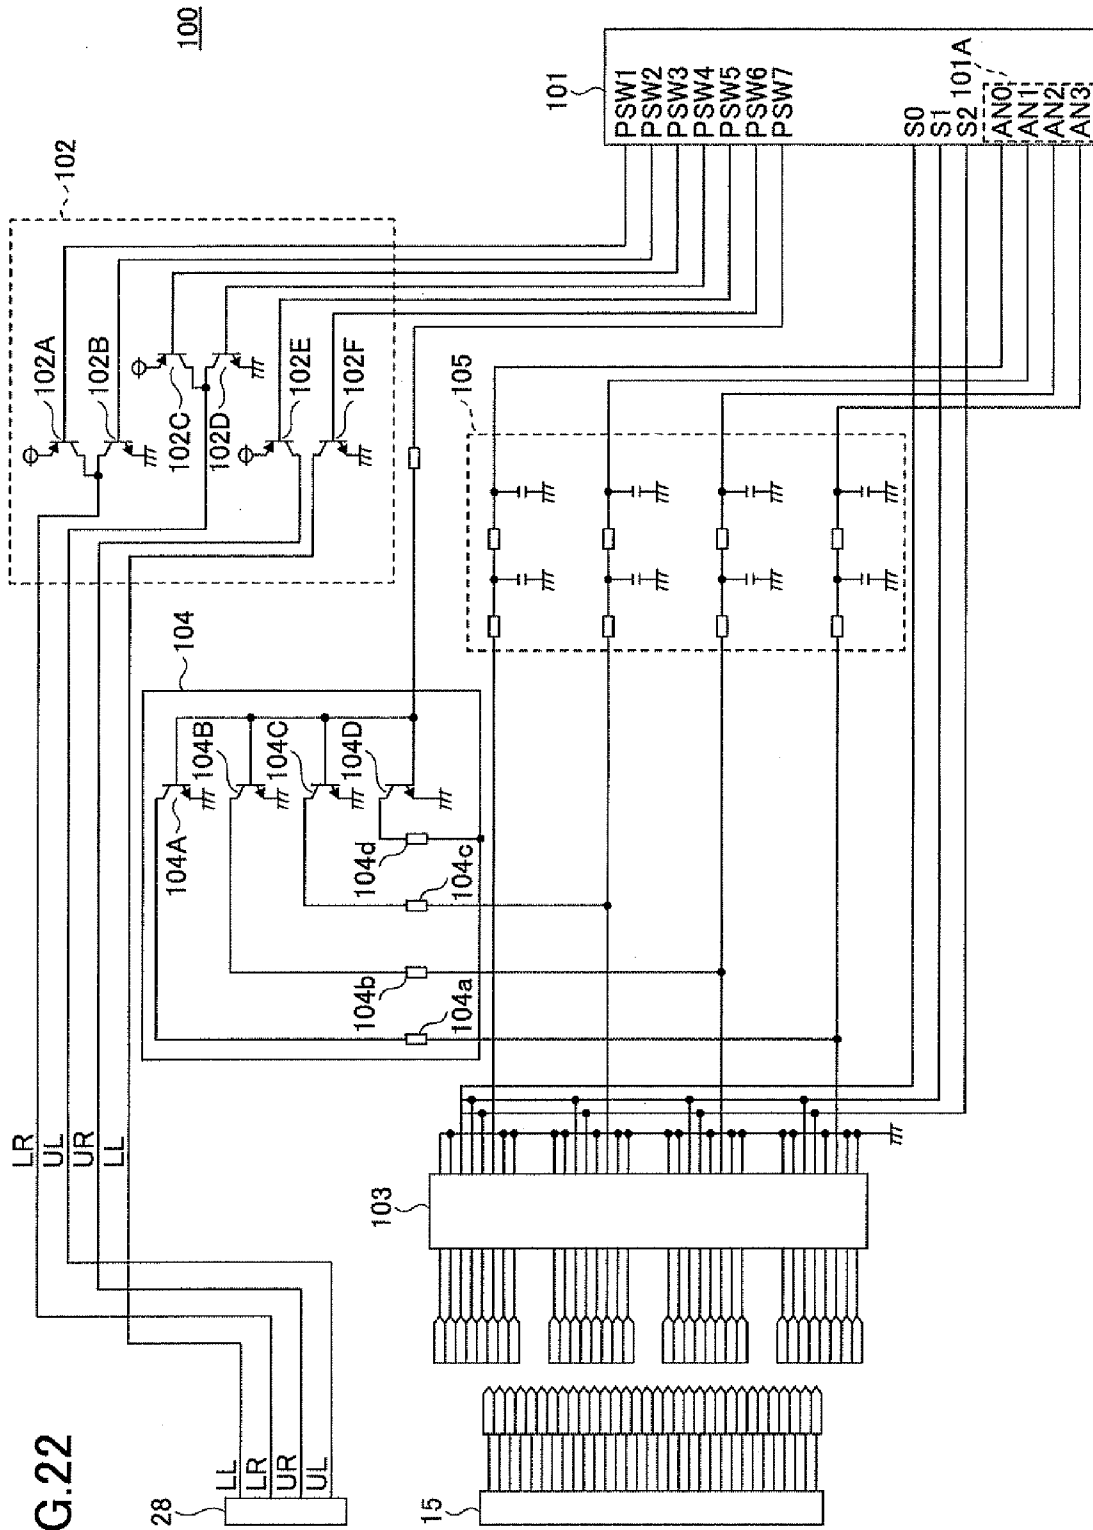 G.22
100
102
102A
102B
102C
102D
102E
102F
101
PSW1
PSW2
PSW3
PSW4
PSW5
PSW6
PSW7
S0
S1
S2
101A
AN0
AN1
AN2
AN3
105
104
104A
104B
104C
104D
104d
104c
104b
104a
LR
UL
UR
LL
103
28
LL
LR
UR
UL
15